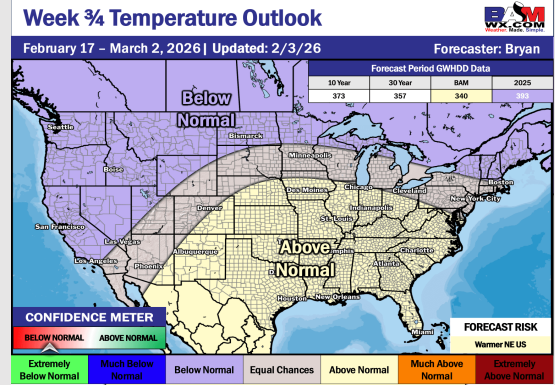 Week ¾ Temperature Outlook
BAM
WX.COM
Weather. Made. Simple.
February 17 – March 2, 2026| Updated: 2/3/26
Forecaster: Bryan
Forecast Period GWHDD Data
10 Year 30 Year BAM 2025
373 357 340 393
Below
Normal
Seattle
Bismarck
Minneapolis
Boise
Boston
Des Moines
Chicago
Cleveland
New York City
Denver
Indianapolis
St. Louis
San Francisco
Las Vegas
Los Angeles
Albuquerque
Phoenix
Above
Normal
Memphis
Charlotte
Atlanta
D
Houston
New Orleans
Miami
CONFIDENCE METER
BELOW NORMAL ABOVE NORMAL
FORECAST RISK
Warmer NE US
Extremely
Below Normal
Much Below
Normal
Below Normal
Equal Chances
Above Normal
Much Above
Normal
Extremely
Above Normal